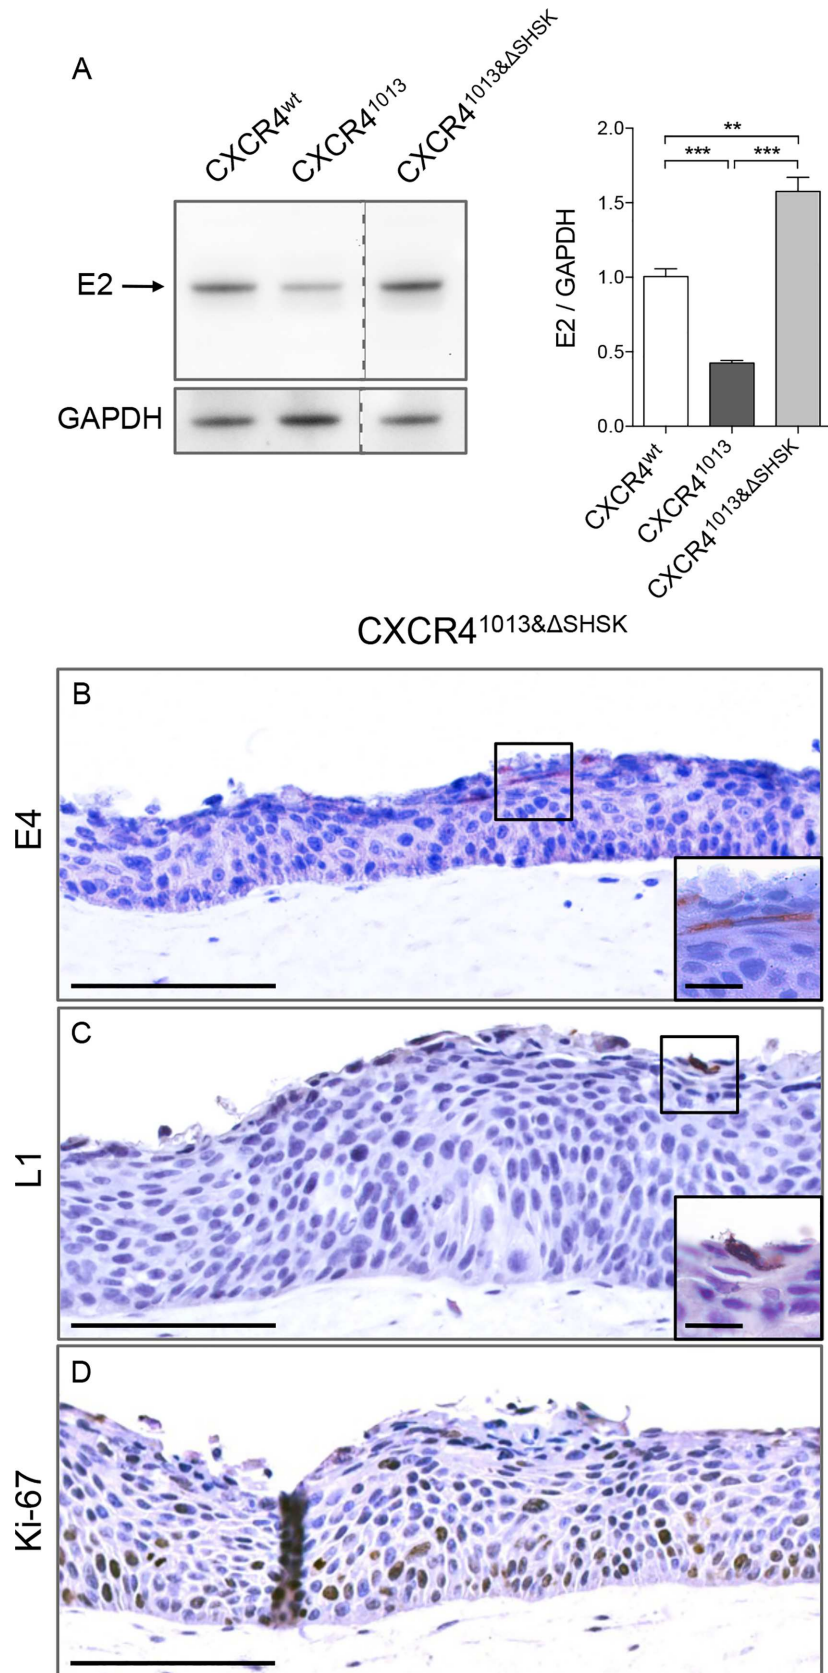 A
CXCR4wt
CXCR41013
CXCR41013&ΔSHSK
E2
GAPDH
2.0
1.5
1.0
0.5
0.0
E2 / GAPDH
**
*** ***
CXCR4wt
CXCR41013
CXCR41013&ΔSHSK
CXCR41013&ΔSHSK
B
E4
C
L1
D
Ki-67